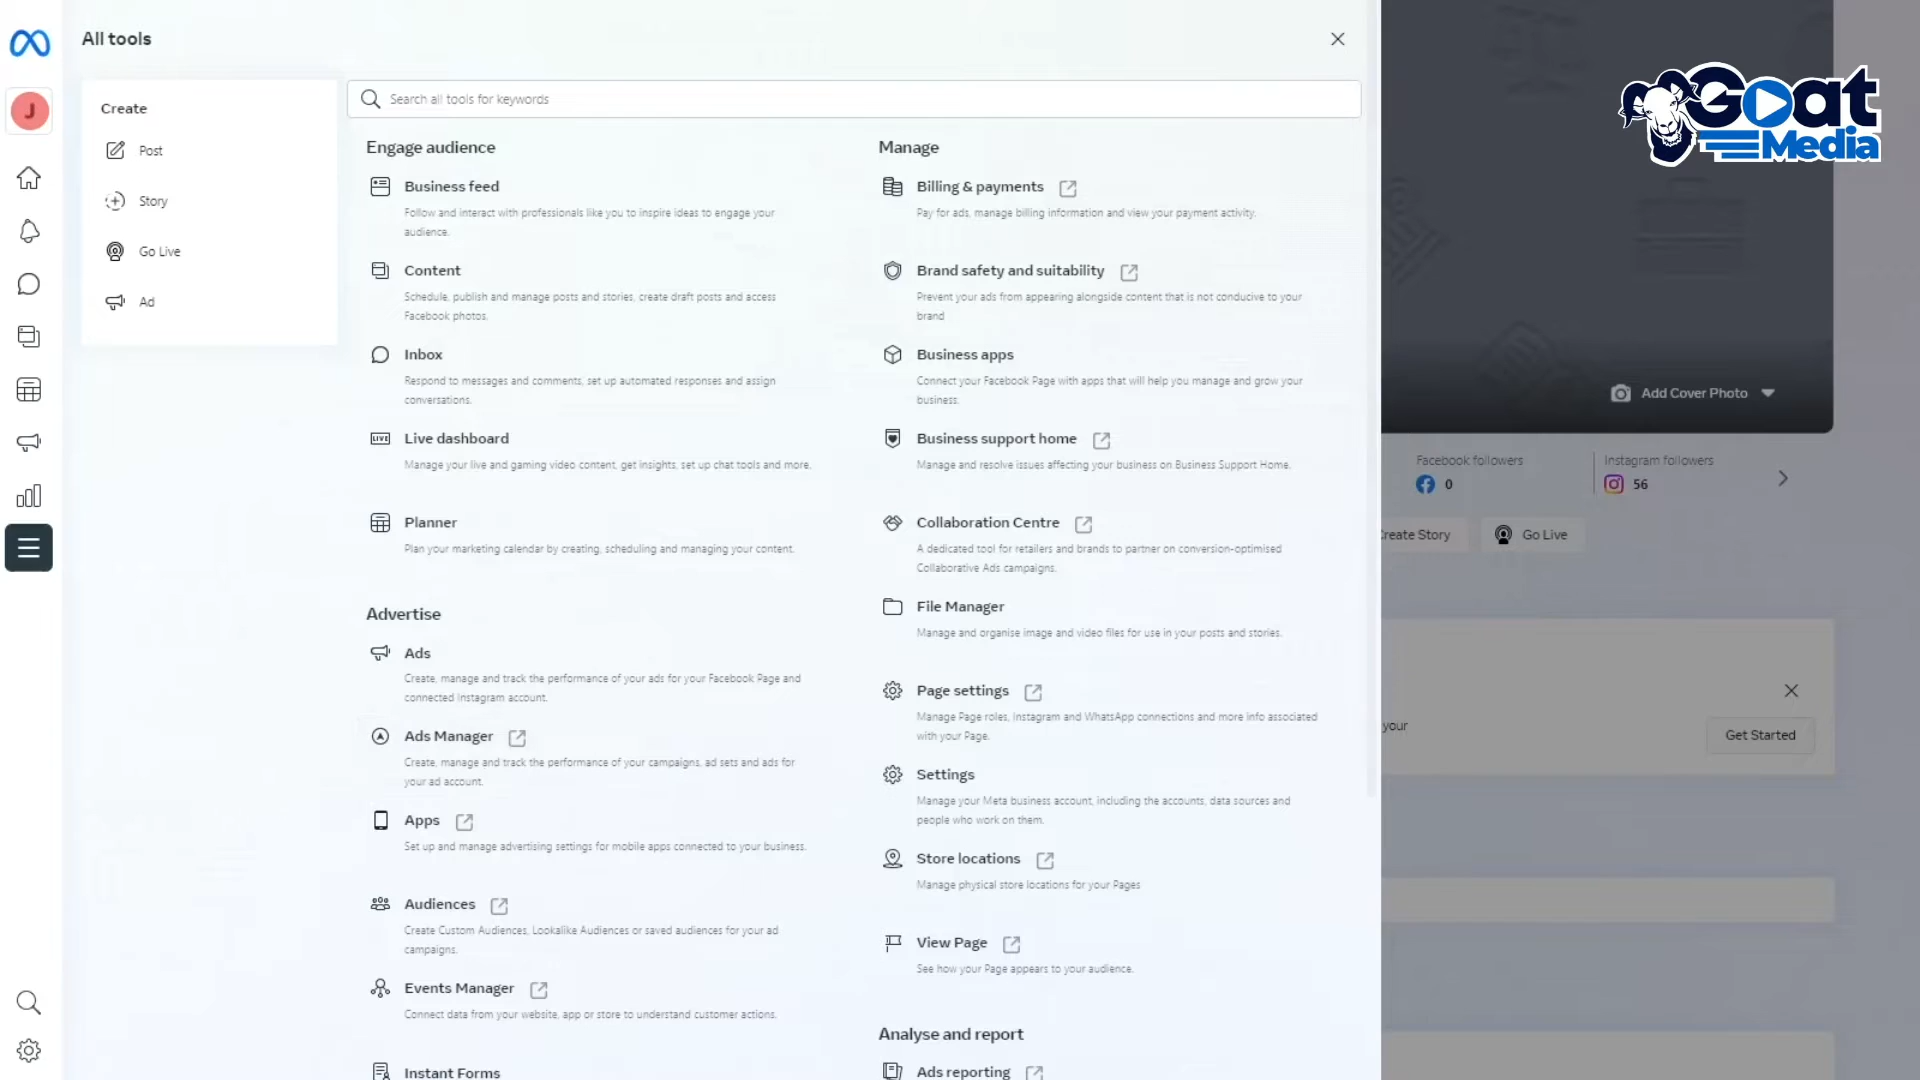 All tools
J
Create
Post
Story
Go Live
Ad
Search all tools for keywords
Engage audience
Business feed
Follow and interact with professionals like you to inspire ideas to engage your
audience.
Content
Schedule, publish and manage posts and stories, create draft posts and access
Facebook photos.
Inbox
Respond to messages and comments, set up automated responses and assign
conversations.
LIVE
Live dashboard
Manage your live and gaming video content, get insights, set up chat tools and more.
Planner
Plan your marketing calendar by creating, scheduling and managing your content.
Advertise
Ads
Create, manage and track the performance of your ads for your Facebook Page and
connected Instagram account.
Ads Manager
Create, manage and track the performance of your campaigns, ad sets and ads for
your ad account.
Apps
Set up and manage advertising settings for mobile apps connected to your business.
Audiences
Create Custom Audiences, Lookalike Audiences or saved audiences for your ad
campaigns.
Events Manager
Connect data from your website, app or store to understand customer actions.
Instant Forms
Manage
Billing & payments
Pay for ads, manage billing information and view your payment activity.
Brand safety and suitability
Prevent your ads from appearing alongside content that is not conducive to your
brand
Business apps
Connect your Facebook Page with apps that will help you manage and grow your
business.
Business support home
Manage and resolve issues affecting your business on Business Support Home.
Collaboration Centre
A dedicated tool for retailers and brands to partner on conversion-optimised
Collaborative Ads campaigns.
File Manager
Manage and organise image and video files for use in your posts and stories.
Page settings
Manage Page roles, Instagram and WhatsApp connections and more info associated
with your Page.
Settings
Manage your Meta business account, including the accounts, data sources and
people who work on them.
Store locations
Manage physical store locations for your Pages
View Page
See how your Page appears to your audience.
Analyse and report
Ads reporting
Goat
Media
Add Cover Photo
Facebook followers
0
Instagram followers
56
reate Story
Go Live
your
Get Started